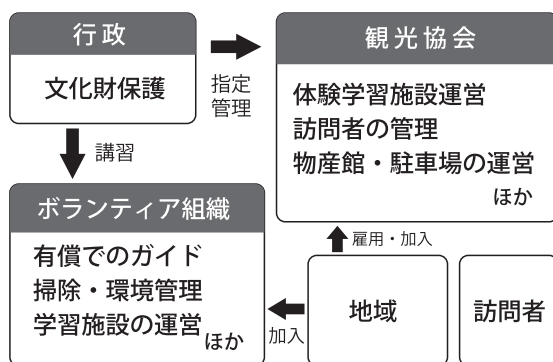 行政
文化財保護
指定
管理
観光協会
体験学習施設運営
訪問者の管理
物産館・駐車場の運営
ほか
講習
ボランティア組織
有償でのガイド
掃除・環境管理
学習施設の運営
ほか
加入
雇用・加入
地域
訪問者